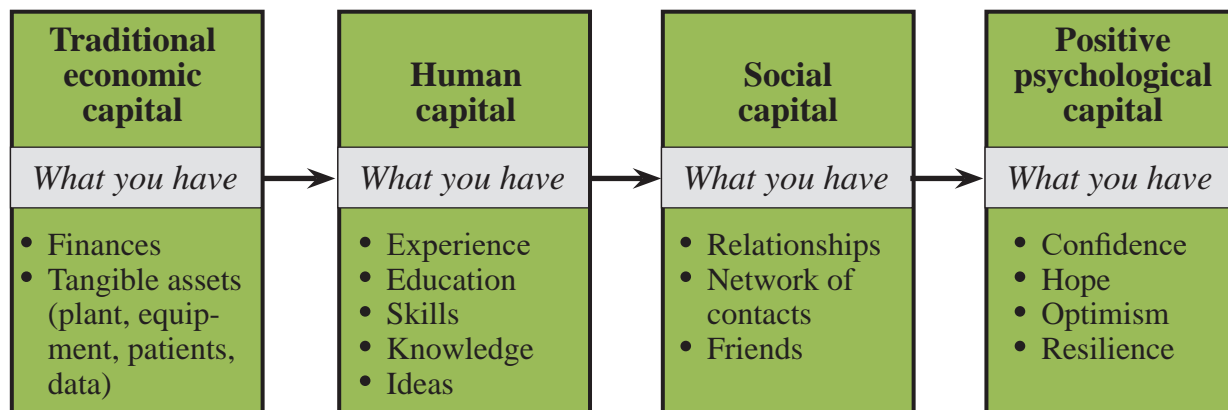 Traditional
economic
capital
What you have
• Finances
• Tangible assets
(plant, equip-
ment, patients,
data)
Human
capital
What you have
• Experience
• Education
• Skills
• Knowledge
• Ideas
Social
capital
What you have
• Relationships
• Network of
contacts
• Friends
Positive
psychological
capital
What you have
• Confidence
• Hope
• Optimism
• Resilience